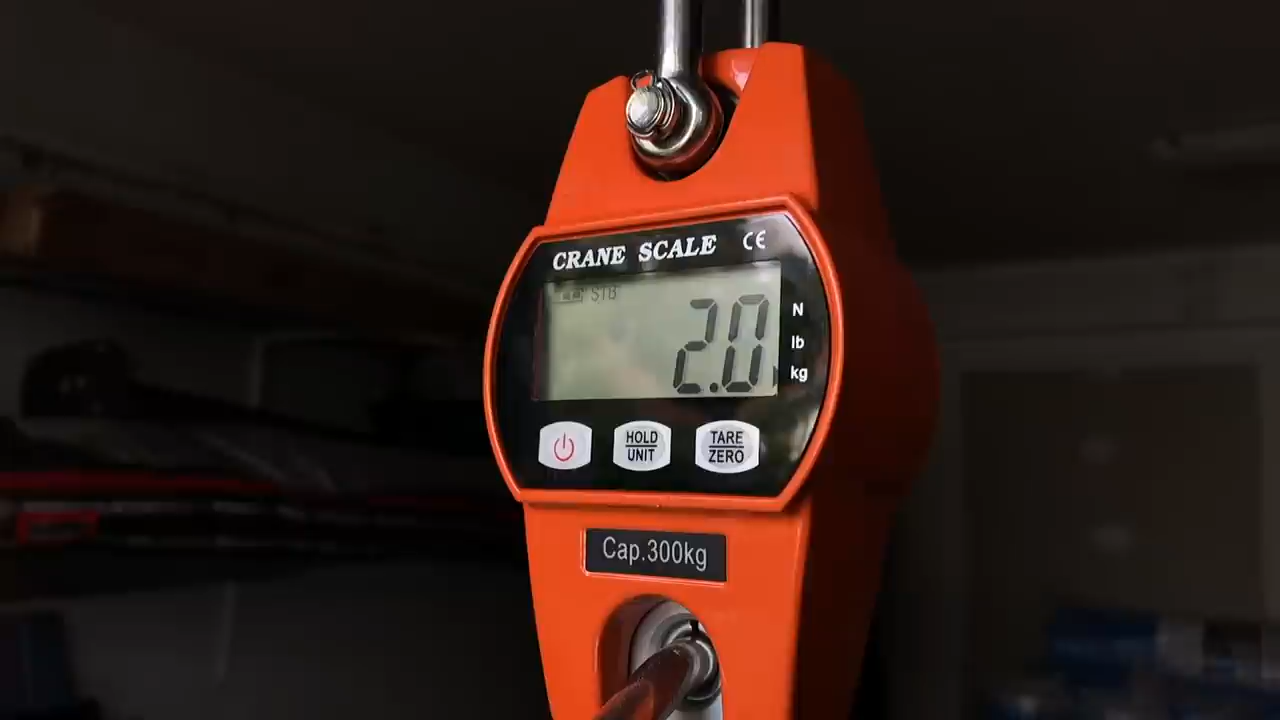 CRANE SCALE CE
STB
2.0
N
lb
kg
HOLD
UNIT
TARE
ZERO
Cap.300kg